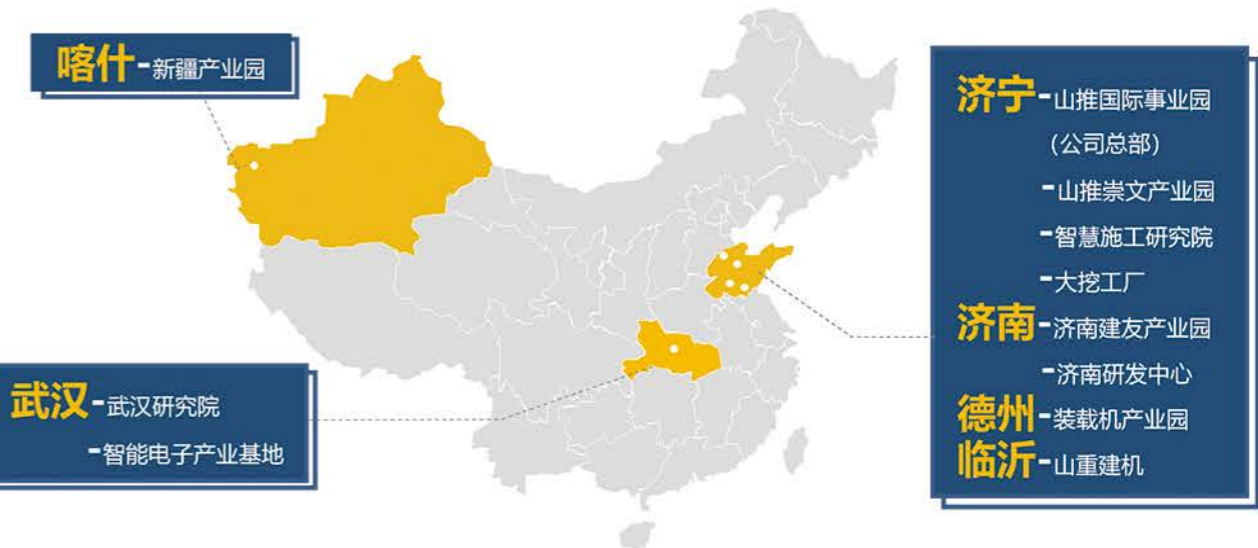 喀什-新疆产业园
济宁-山推国际事业园
(公司总部)
-山推崇文产业园
-智慧施工研究院
-大挖工厂
济南-济南建友产业园
-济南研发中心
德州-装载机产业园
临沂-山重建机
武汉-武汉研究院
-智能电子产业基地